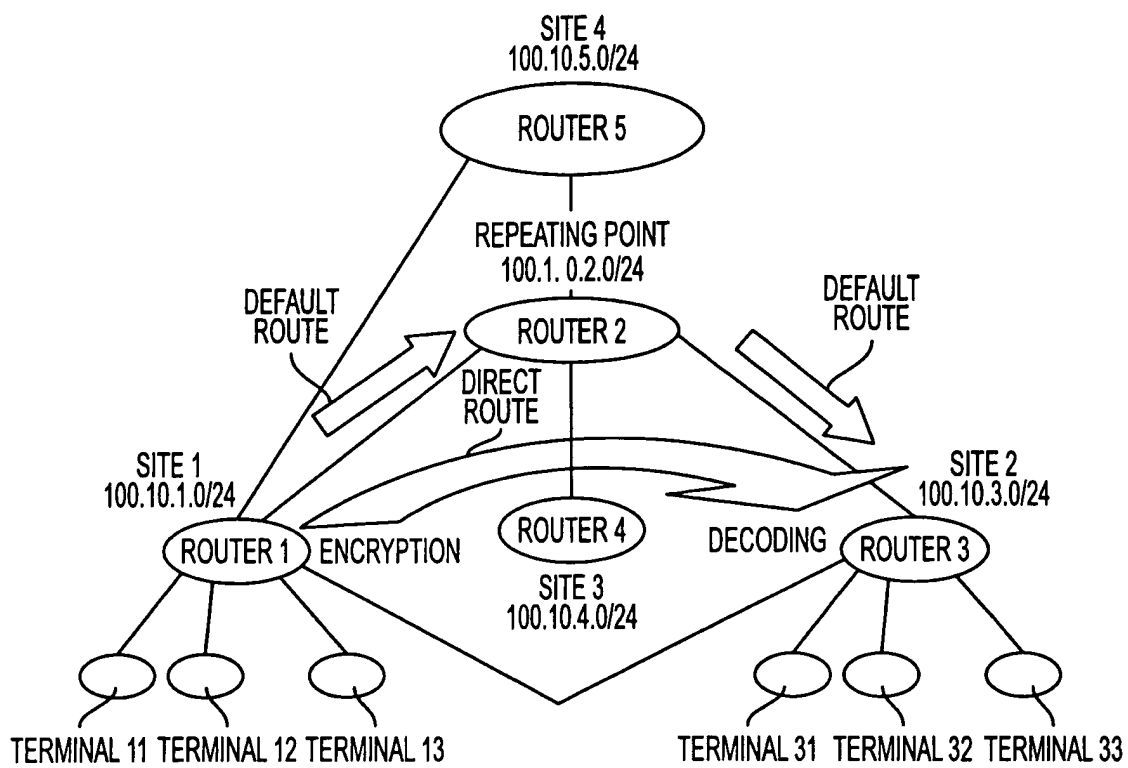 SITE 4
100.10.5.0/24
ROUTER 5
REPEATING POINT
100.1. 0.2.0/24
DEFAULT
ROUTE
ROUTER 2
DEFAULT
ROUTE
DIRECT
ROUTE
SITE 1
100.10.1.0/24
SITE 2
100.10.3.0/24
ROUTER 1
ENCRYPTION
ROUTER 4
DECODING
ROUTER 3
SITE 3
100.10.4.0/24
TERMINAL 11
TERMINAL 12
TERMINAL 13
TERMINAL 31
TERMINAL 32
TERMINAL 33